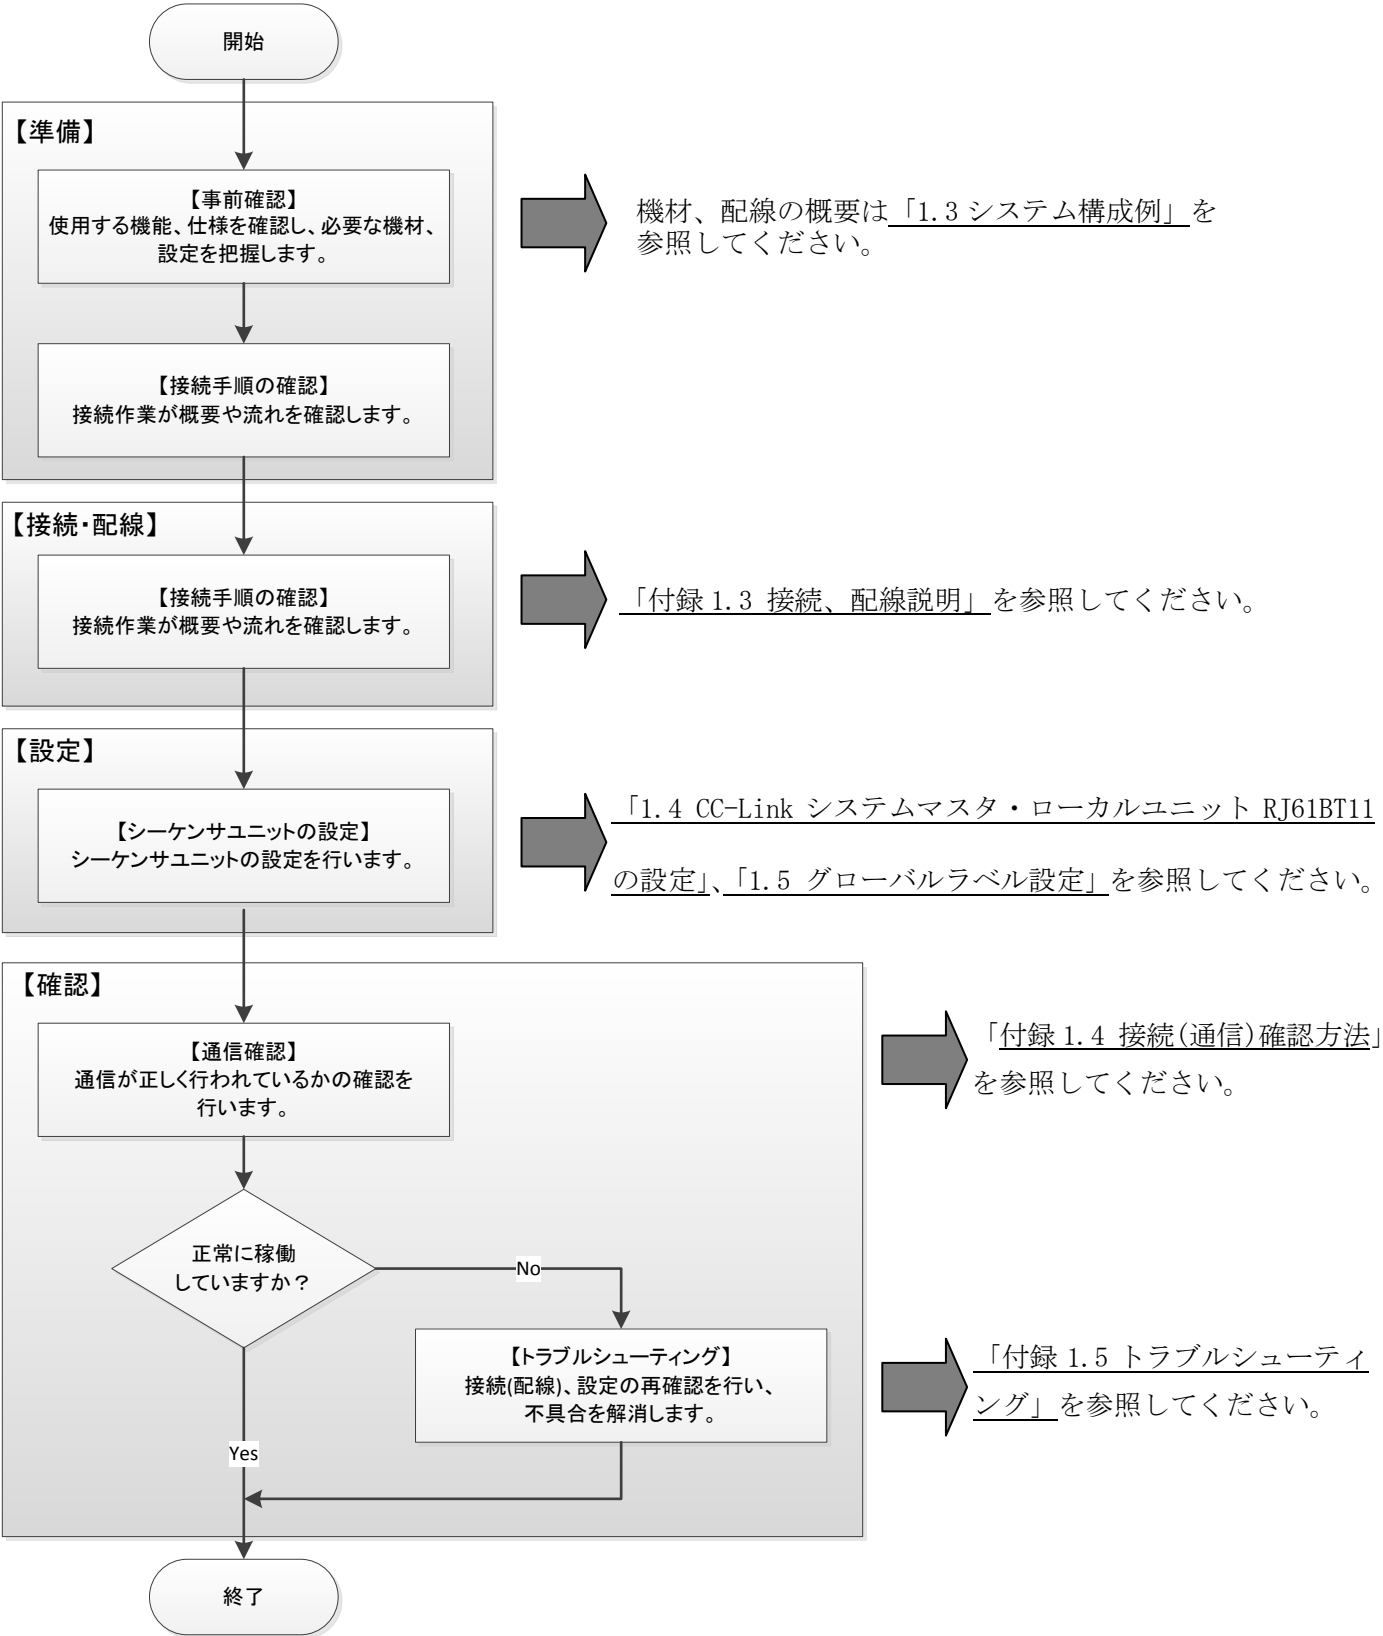 開始
【準備】
【事前確認】
使用する機能、仕様を確認し、必要な機材、
設定を把握します。
機材、配線の概要は「1.3 システム構成例」を
参照してください。
【接続手順の確認】
接続作業が概要や流れを確認します。
【接続・配線】
【接続手順の確認】
接続作業が概要や流れを確認します。
「付録 1.3 接続、配線説明」を参照してください。
【設定】
【シーケンサユニットの設定】
シーケンサユニットの設定を行います。
「1.4 CC-Link システムマスタ・ローカルユニット RJ61BT11
の設定」、「1.5 グローバルラベル設定」を参照してください。
【確認】
【通信確認】
通信が正しく行われているかの確認を
行います。
「付録 1.4 接続(通信)確認方法」
を参照してください。
正常に稼働
していますか？
No
【トラブルシューティング】
接続(配線)、設定の再確認を行い、
不具合を解消します。
「付録 1.5 トラブルシューティ
ング」を参照してください。
Yes
終了